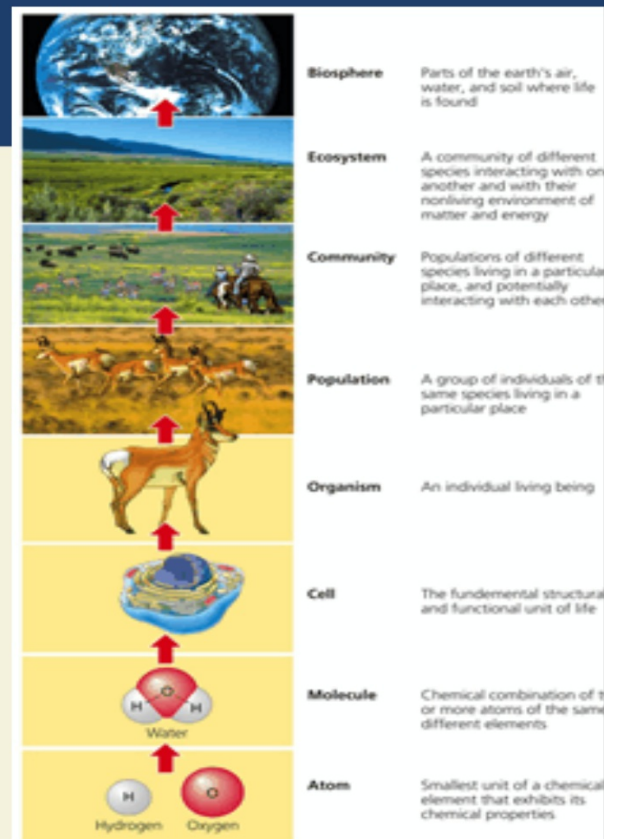 Biosphere
Parts of the earth's air,
water, and soil where life
is found
Ecosystem
A community of different
species interacting with
another and with their
nonliving environment of
matter and energy
Community
Populations of different
species living in a particular
place, and potentially
interacting with each other
Population
A group of individuals of
same species living in a
particular place
Organism
An individual living being
Cell
The fundemental structural
and functional unit of life
H
O
H
Water
Molecule
Chemical combination of
or more atoms of the same
different elements
H
O
Hydrogen
Oxygen
Atom
Smallest unit of a chemical
element that exhibits its
chemical properties